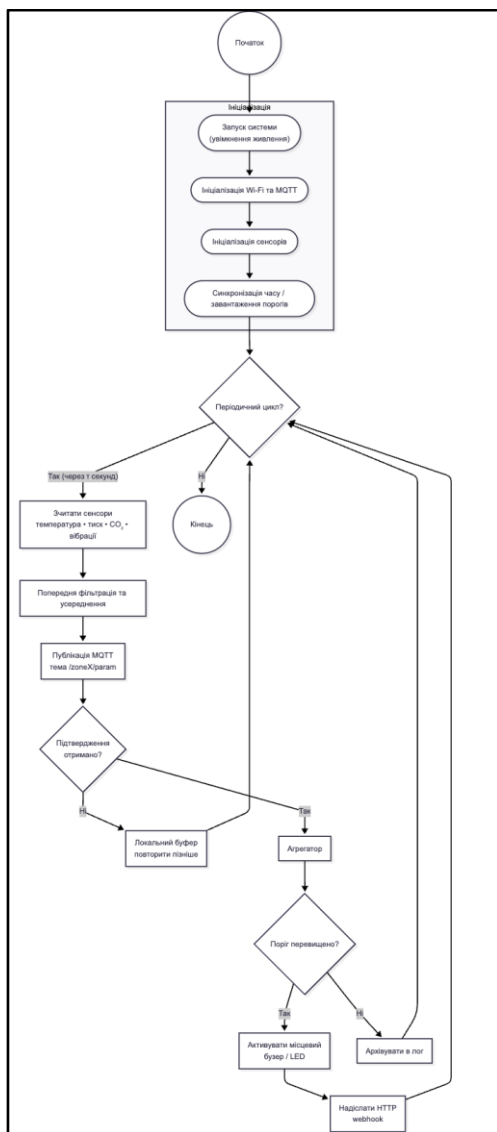 Початок
Ініціалізація
Запуск системи
(увімкнення живлення)
Ініціалізація Wi-Fi та MQTT
Ініціалізація сенсорів
Синхронізація часу /
завантаження порогів
Періодичний цикл?
Так (через τ секунд)
Ні
Зчитати сенсори
температура • тиск • CO₂ •
вібрації
Кінець
Попередня фільтрація та
усереднення
Публікація MQTT
тема /zoneX/param
Підтвердження
отримано?
Ні
Так
Локальний буфер
повторити пізніше
Агрегатор
Поріг перевищено?
Так
Ні
Активувати місцевий
бузер / LED
Архівувати в лог
Надіслати HTTP
webhook